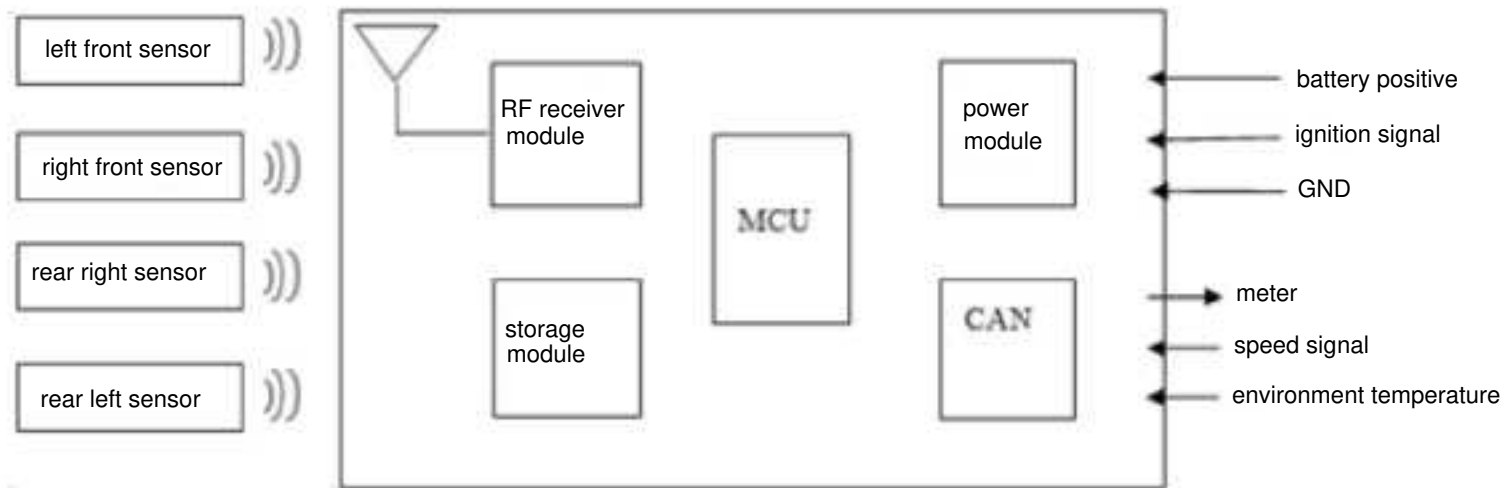 left front sensor
right front sensor
rear right sensor
rear left sensor
RF receiver
module
storage
module
MCU
power
module
CAN
battery positive
ignition signal
GND
meter
speed signal
environment temperature